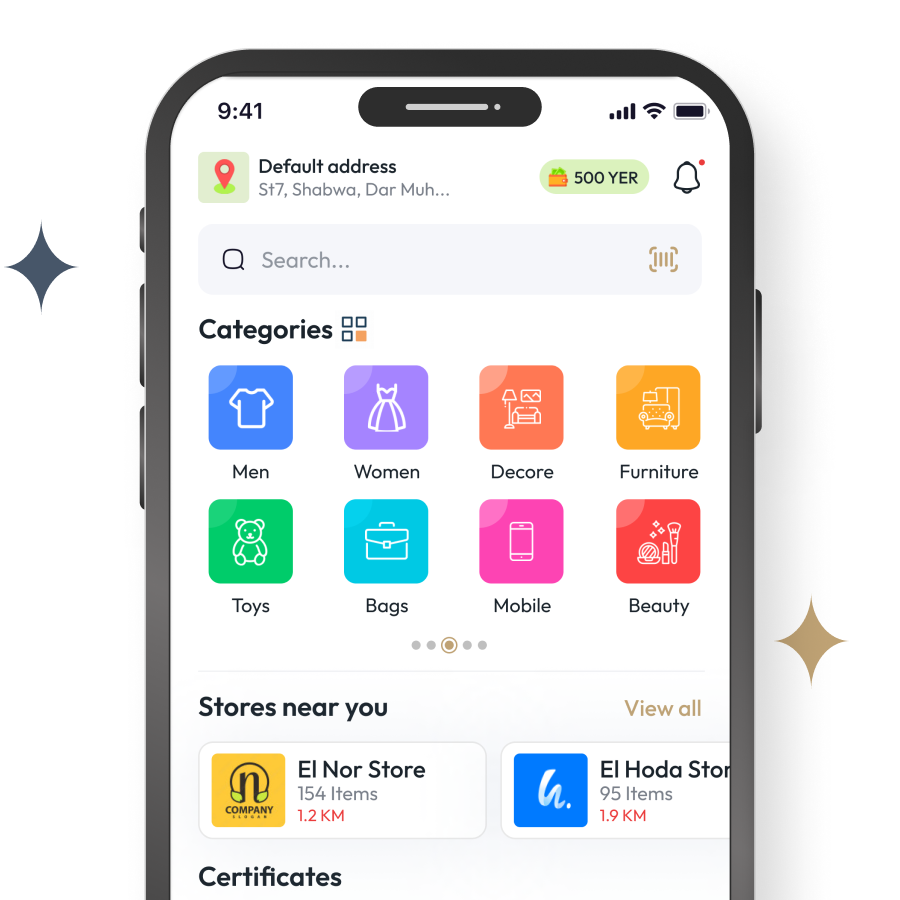 9:41
Default address
St7, Shabwa, Dar Muh...
500 YER
Search...
Categories
Men
Women
Decore
Furniture
Toys
Bags
Mobile
Beauty
Stores near you
View all
n
COMPANY
SLOGAN
El Nor Store
154 Items
1.2 KM
h.
El Hoda Stor
95 Items
1.9 KM
Certificates